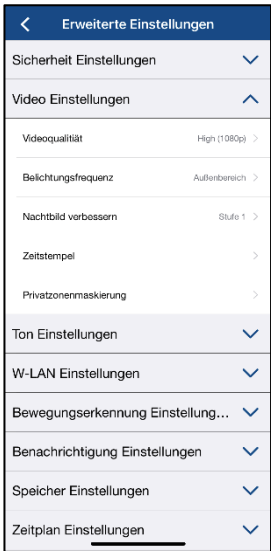 Erweiterte Einstellungen
Sicherheit Einstellungen
Video Einstellungen
Videoqualitiät High (1080p)
Belichtungsfrequenz Außenbereich
Nachtbild verbessern Stufe 1
Zeitstempel
Privatzonenmaskierung
Ton Einstellungen
W-LAN Einstellungen
Bewegungserkennung Einstellung...
Benachrichtigung Einstellungen
Speicher Einstellungen
Zeitplan Einstellungen